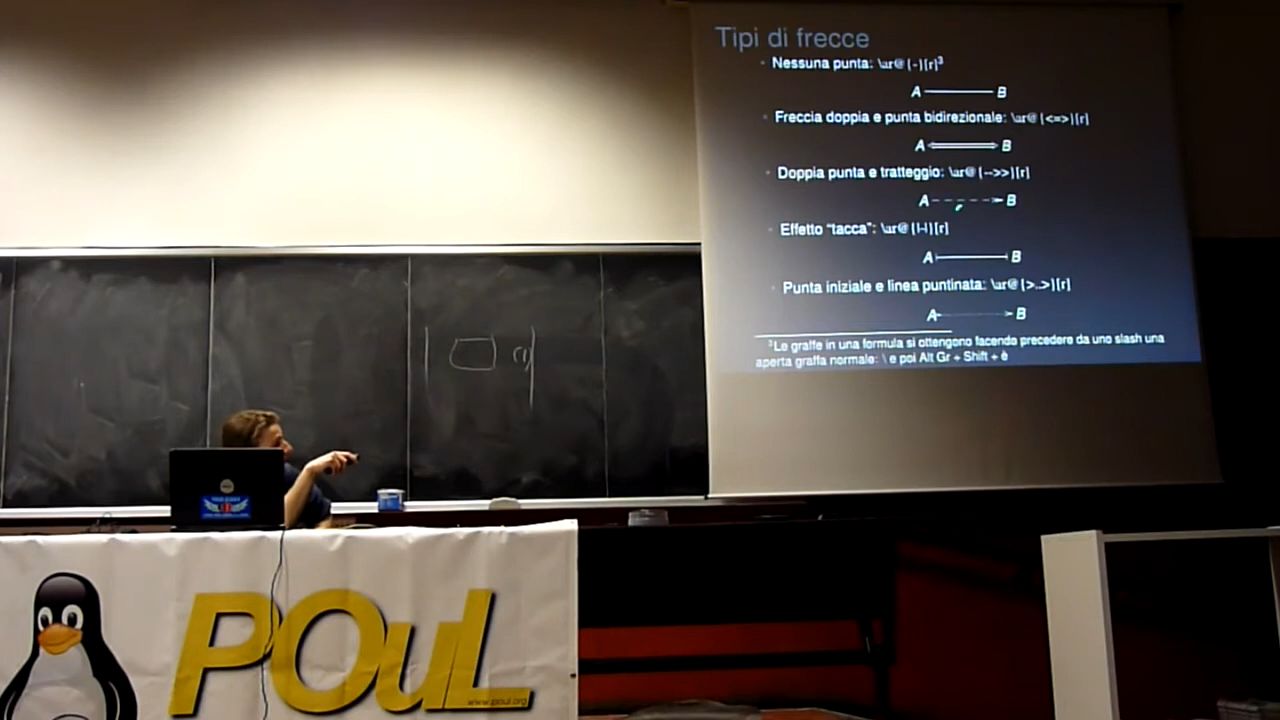 Tipi di frecce
Nessuna punta: \ar@{-}[r]³
A B
Freccia doppia e punta bidirezionale: \ar@{<=>}[r]
A B
Doppia punta e tratteggio: \ar@{-->>}[r]
A B
Effetto "tacca": \ar@{|-|}[r]
A B
Punta iniziale e linea puntinata: \ar@{>..>}[r]
A B
³Le graffe in una formula si ottengono facendo precedere da uno slash una
aperta graffa normale: \ e poi Alt Gr + Shift + è
POuL
www.poul.org